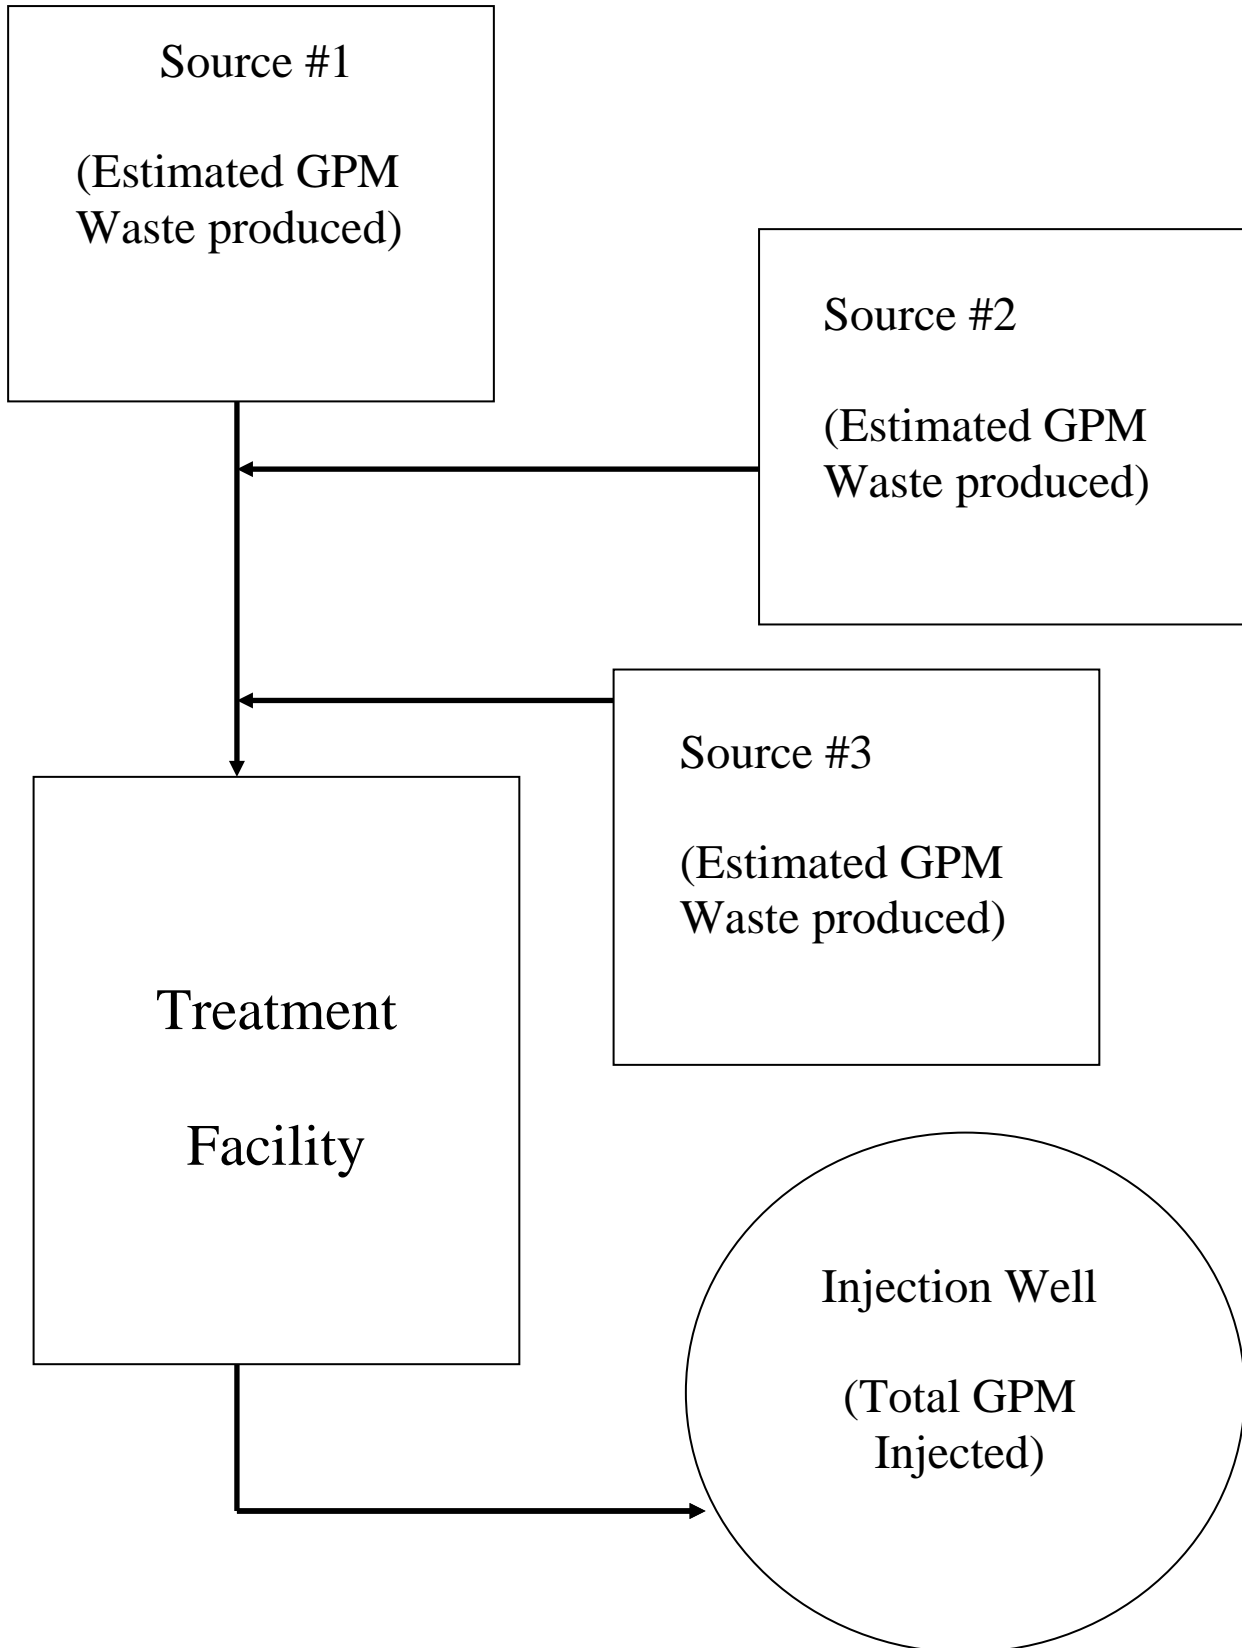 Source #1
(Estimated GPM
Waste produced)
Source #2
(Estimated GPM
Waste produced)
Source #3
(Estimated GPM
Waste produced)
Treatment
Facility
Injection Well
(Total GPM
Injected)